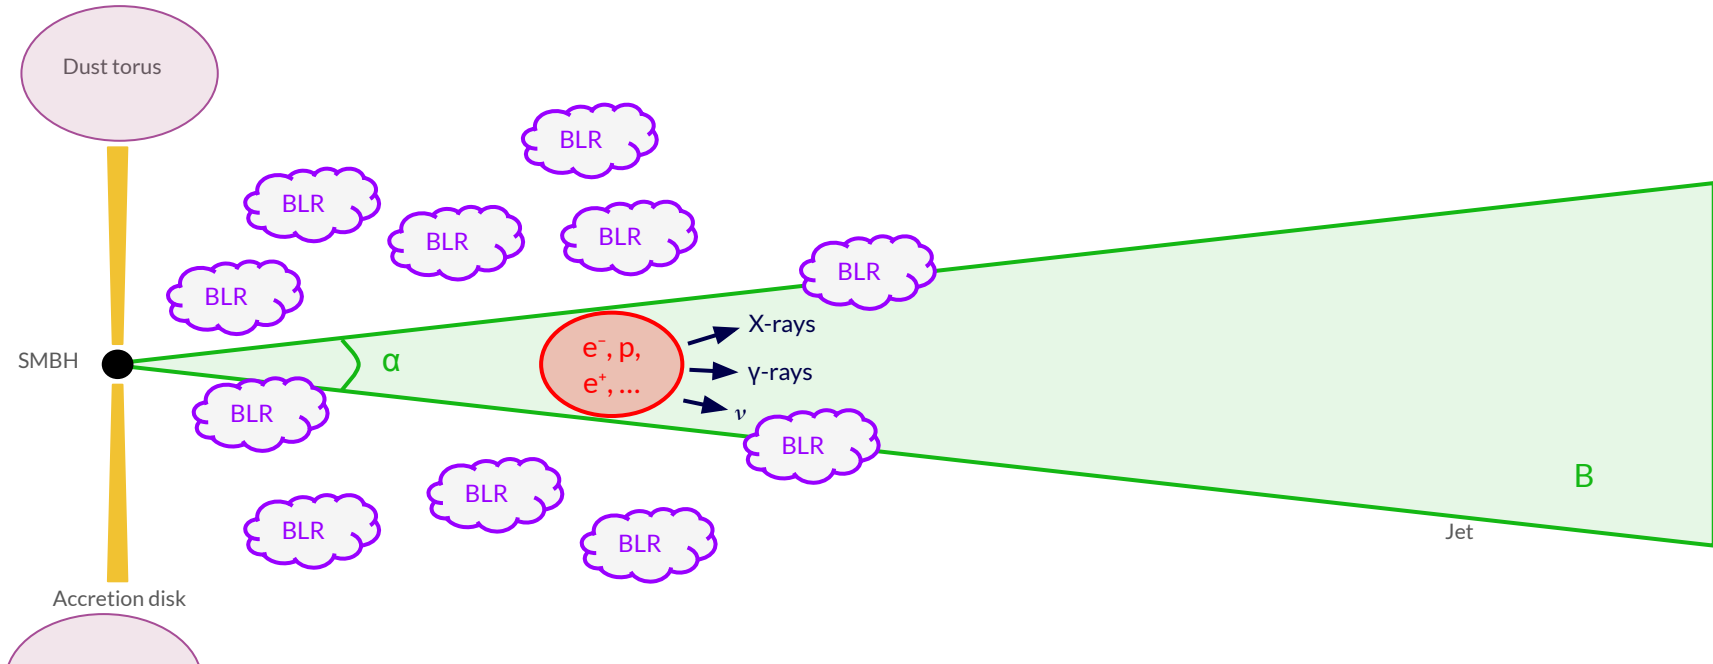 Dust torus
BLR
BLR
BLR
BLR
BLR
BLR
SMBH
α
e⁻, p,
e⁺, ...
X-rays
γ-rays
ν
BLR
BLR
BLR
BLR
BLR
B
Jet
Accretion disk